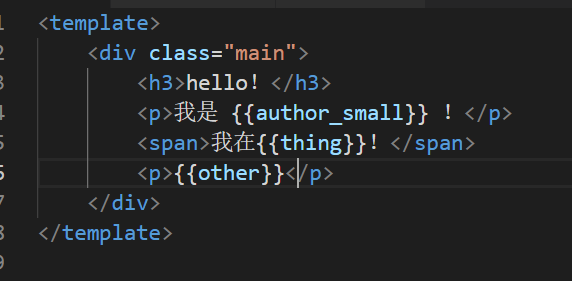 1 <template>
2 <div class="main">
3 <h3>hello! </h3>
4 <p>我是 {{author_small}} ! </p>
5 <span>我在{{thing}}! </span>
6 <p>{{other}}</p>
7 </div>
8 </template>
9